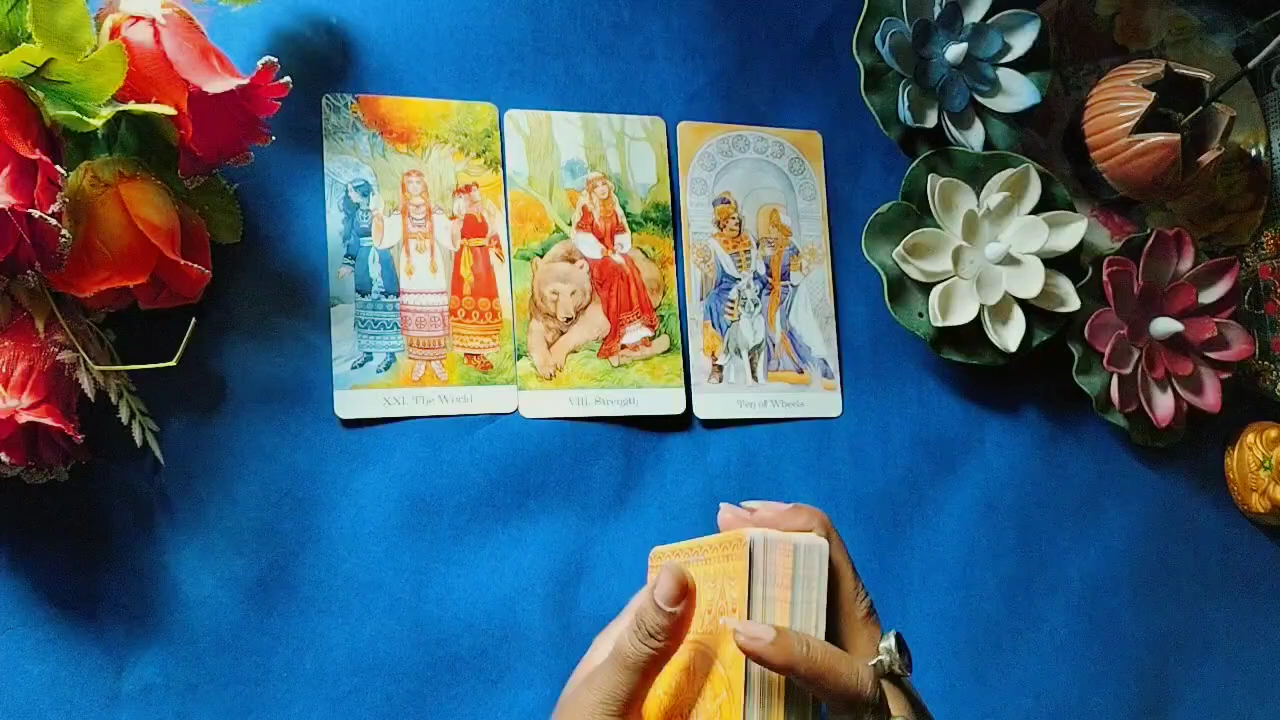 XXI. The World
VIII. Strength
Ten of Wheels